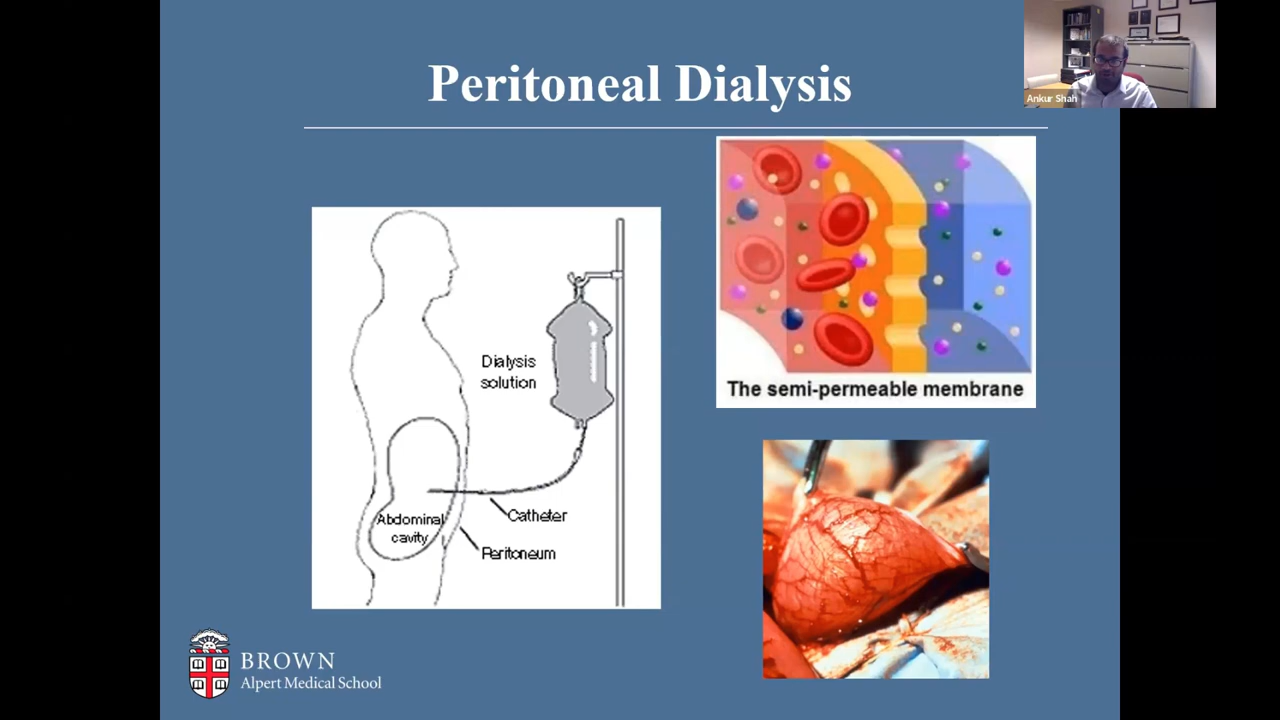 Peritoneal Dialysis
Ankur Shah
Dialysis
solution
Catheter
Abdominal
cavity
Peritoneum
The semi-permeable membrane
BROWN
Alpert Medical School